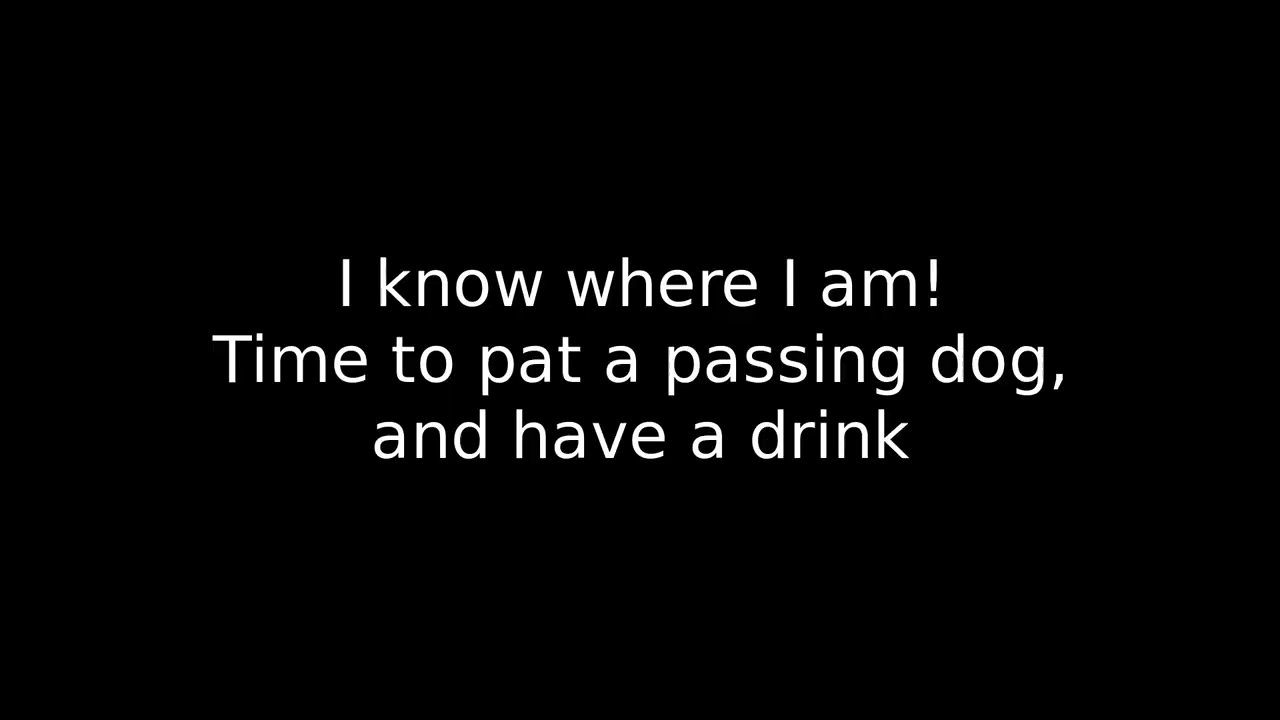 I know where I am!
Time to pat a passing dog,
and have a drink